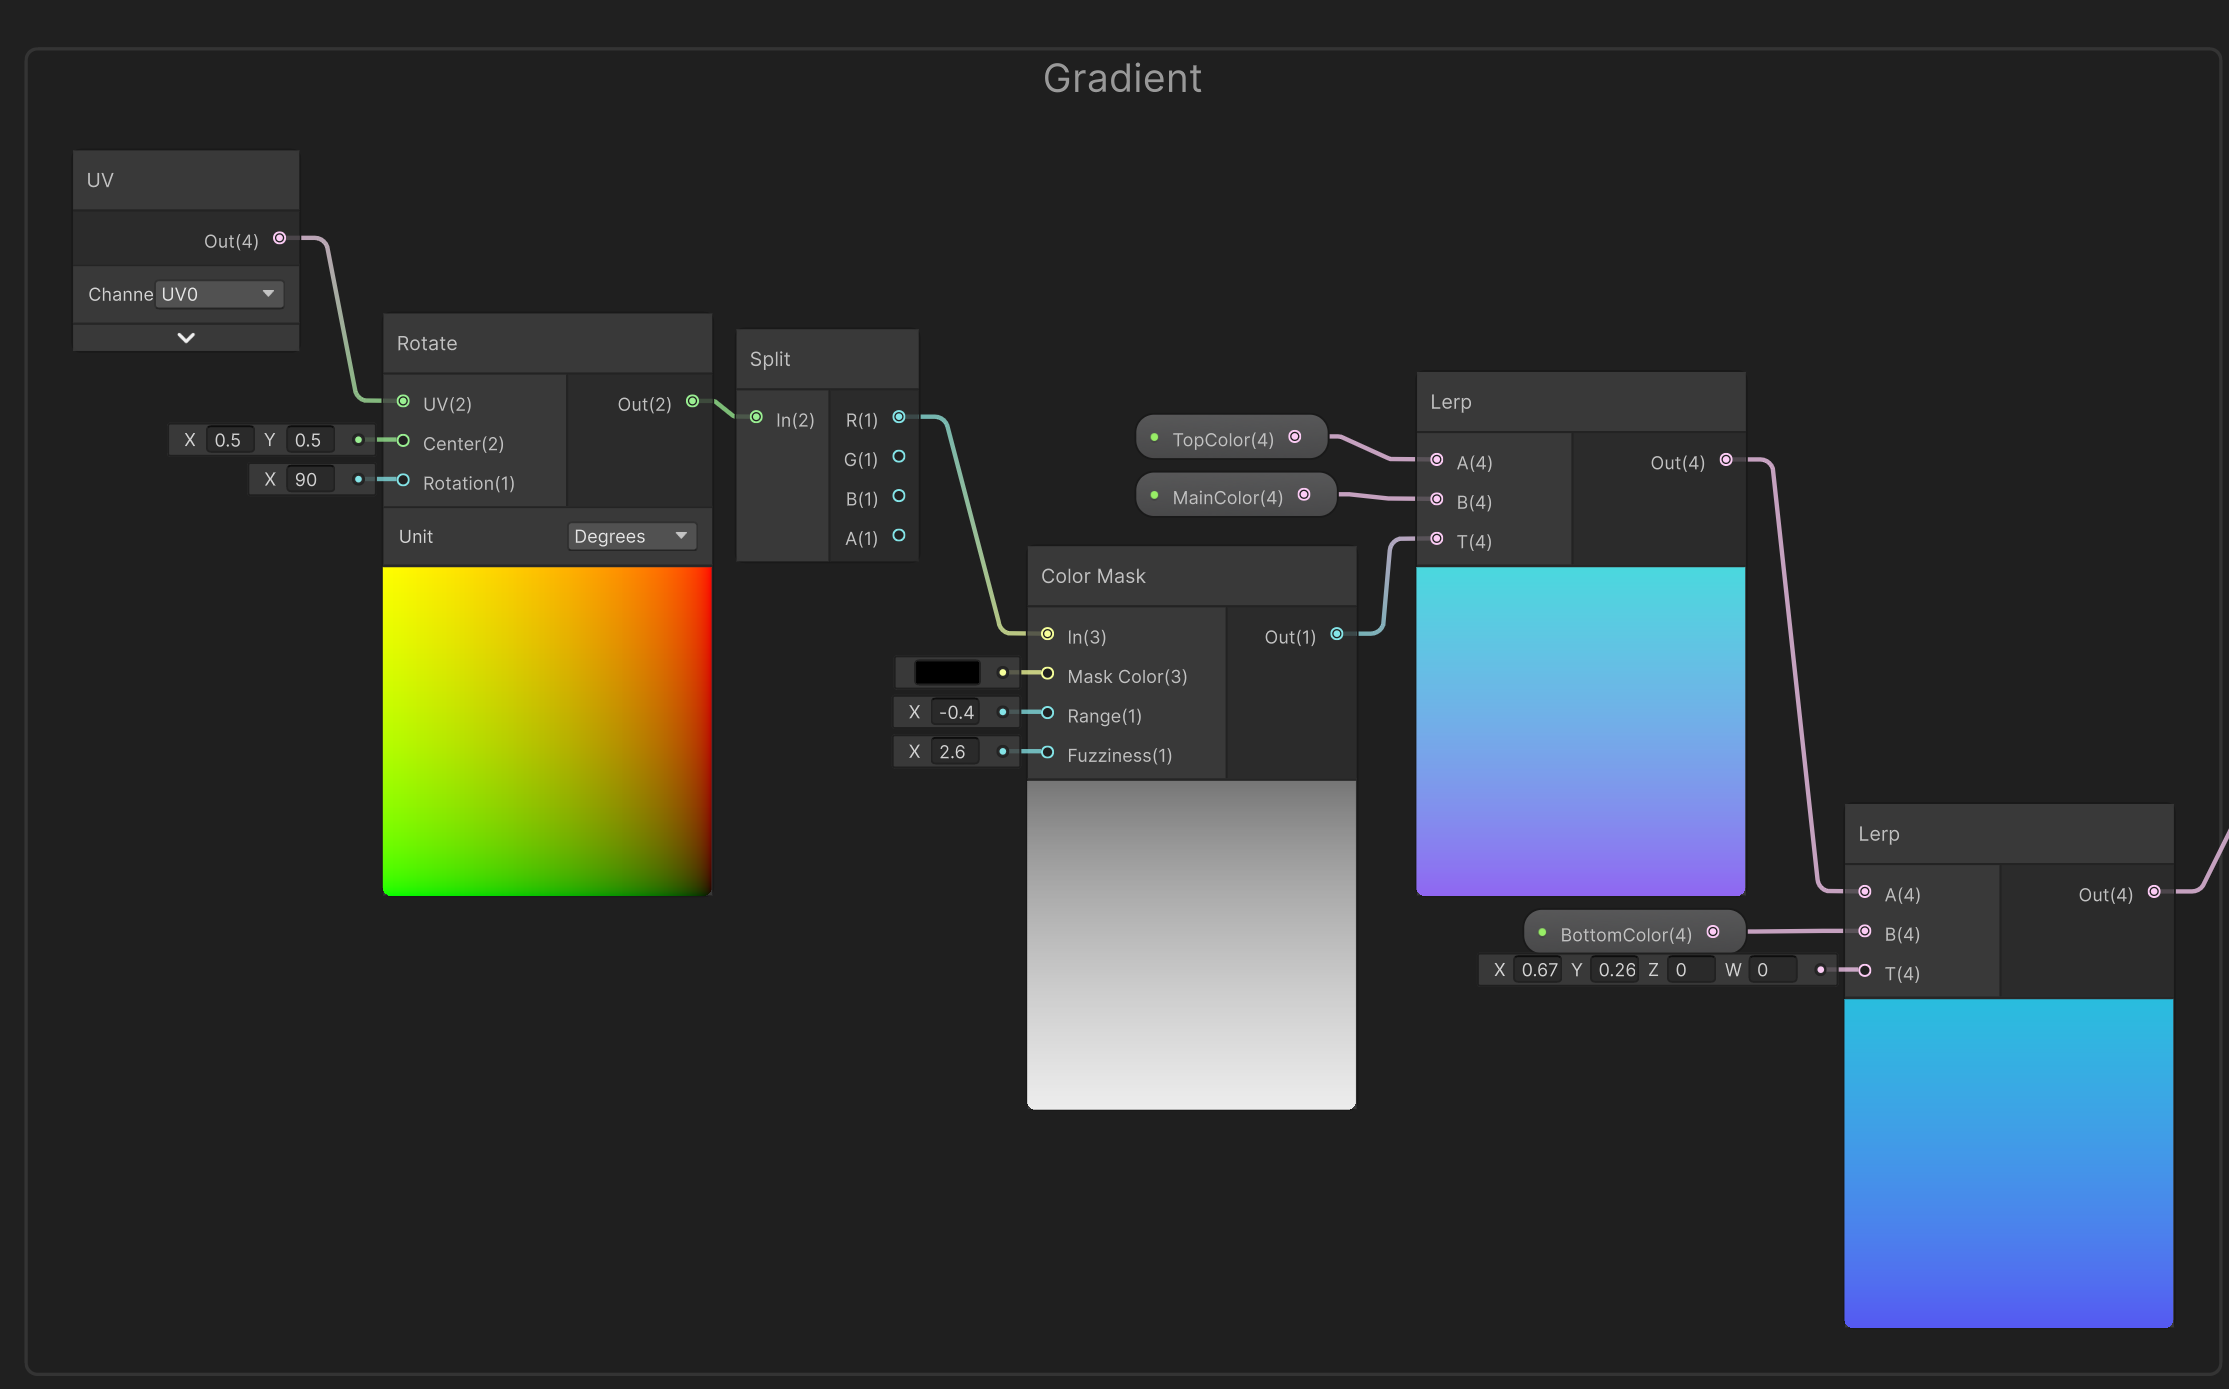 Gradient
UV
Out(4)
Channe UV0
Rotate
UV(2) Out(2)
X 0.5 Y 0.5 Center(2)
X 90 Rotation(1)
Unit Degrees
Split
In(2) R(1)
G(1)
B(1)
A(1)
Color Mask
In(3) Out(1)
Mask Color(3)
X -0.4 Range(1)
X 2.6 Fuzziness(1)
TopColor(4)
MainColor(4)
Lerp
A(4) Out(4)
B(4)
T(4)
BottomColor(4)
X 0.67 Y 0.26 Z 0 W 0
Lerp
A(4) Out(4)
B(4)
T(4)